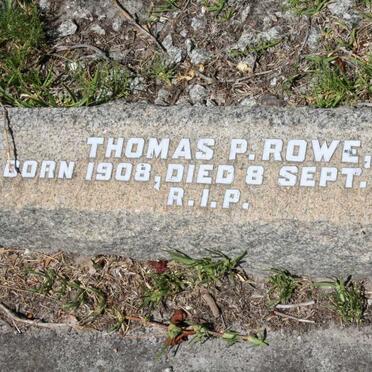 THOMAS P. ROWE,
BORN 1908, DIED 8 SEPT.
R.I.P.